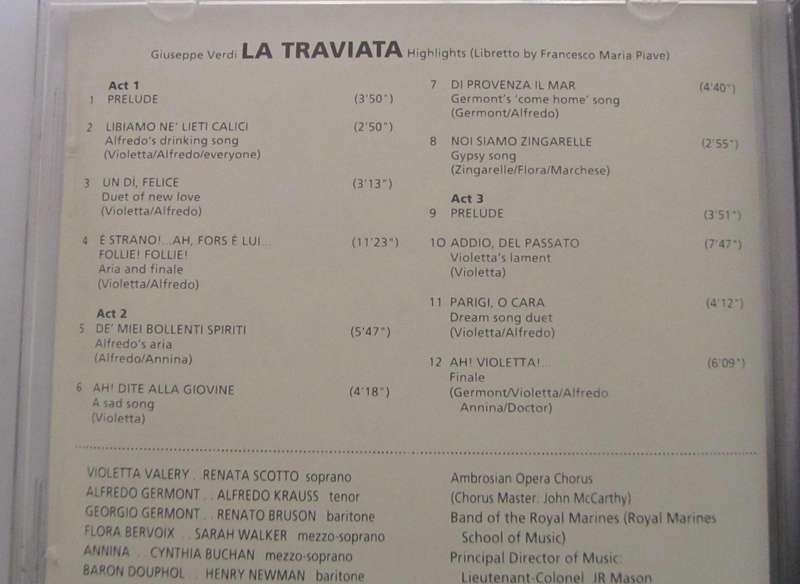 Giuseppe Verdi LA TRAVIATA Highlights (Libretto by Francesco Maria Piave)
Act 1
1 PRELUDE (3'50")
2 LIBIAMO NE' LIETI CALICI (2'50")
Alfredo's drinking song
(Violetta/Alfredo/everyone)
3 UN DI, FELICE (3'13")
Duet of new love
(Violetta/Alfredo)
4 È STRANO!...AH, FORS È LUI... (11'23")
FOLLIE! FOLLIE!
Aria and finale
(Violetta/Alfredo)
Act 2
5 DE' MIEI BOLLENTI SPIRITI (5'47")
Alfredo's aria
(Alfredo/Annina)
6 AH! DITE ALLA GIOVINE (4'18")
A sad song
(Violetta)
7 DI PROVENZA IL MAR (4'40")
Germont's 'come home' song
(Germont/Alfredo)
8 NOI SIAMO ZINGARELLE (2'55")
Gypsy song
(Zingarelle/Flora/Marchese)
Act 3
9 PRELUDE (3'51")
10 ADDIO, DEL PASSATO (7'47")
Violetta's lament
(Violetta)
11 PARIGI, O CARA (4'12")
Dream song duet
(Violetta/Alfredo)
12 AH! VIOLETTA!... (6'09")
Finale
(Germont/Violetta/Alfredo
Annina/Doctor)
VIOLETTA VALERY . RENATA SCOTTO soprano
ALFREDO GERMONT . . ALFREDO KRAUSS tenor
GEORGIO GERMONT . . RENATO BRUSON baritone
FLORA BERVOIX . . SARAH WALKER mezzo-soprano
ANNINA . . CYNTHIA BUCHAN mezzo-soprano
BARON DOUPHOL . . HENRY NEWMAN baritone
Ambrosian Opera Chorus
(Chorus Master: John McCarthy)
Band of the Royal Marines (Royal Marines
School of Music)
Principal Director of Music:
Lieutenant-Colonel JR Mason